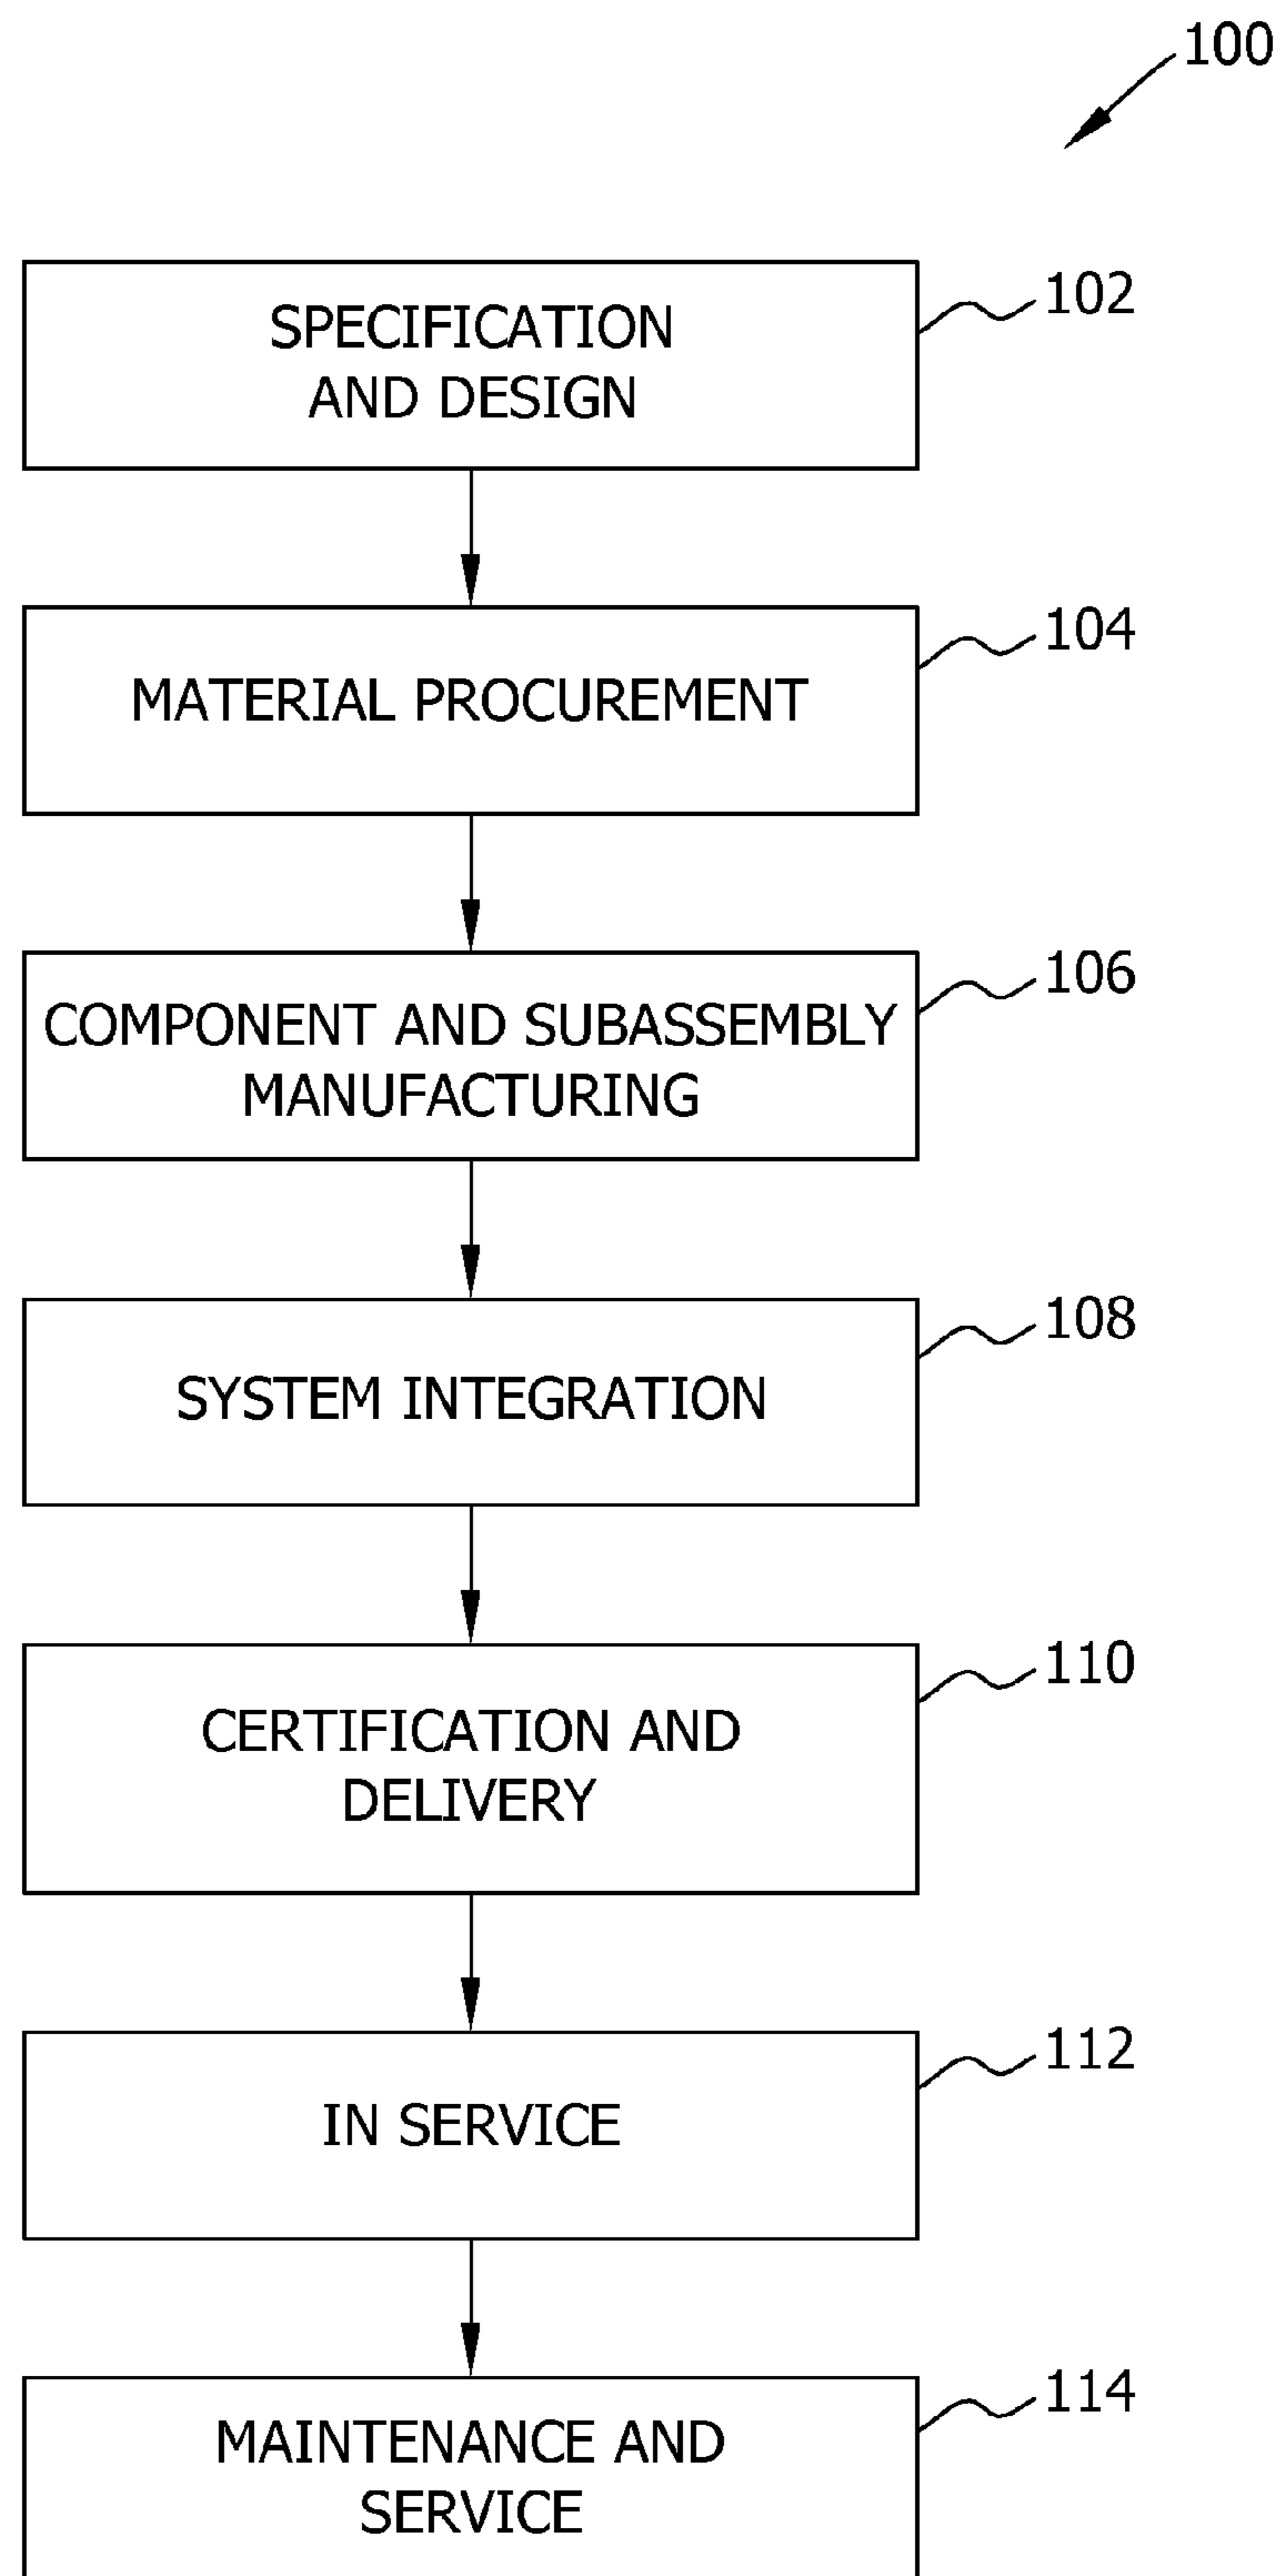 100
SPECIFICATION
AND DESIGN
102
MATERIAL PROCUREMENT
104
COMPONENT AND SUBASSEMBLY
MANUFACTURING
106
SYSTEM INTEGRATION
108
CERTIFICATION AND
DELIVERY
110
IN SERVICE
112
MAINTENANCE AND
SERVICE
114